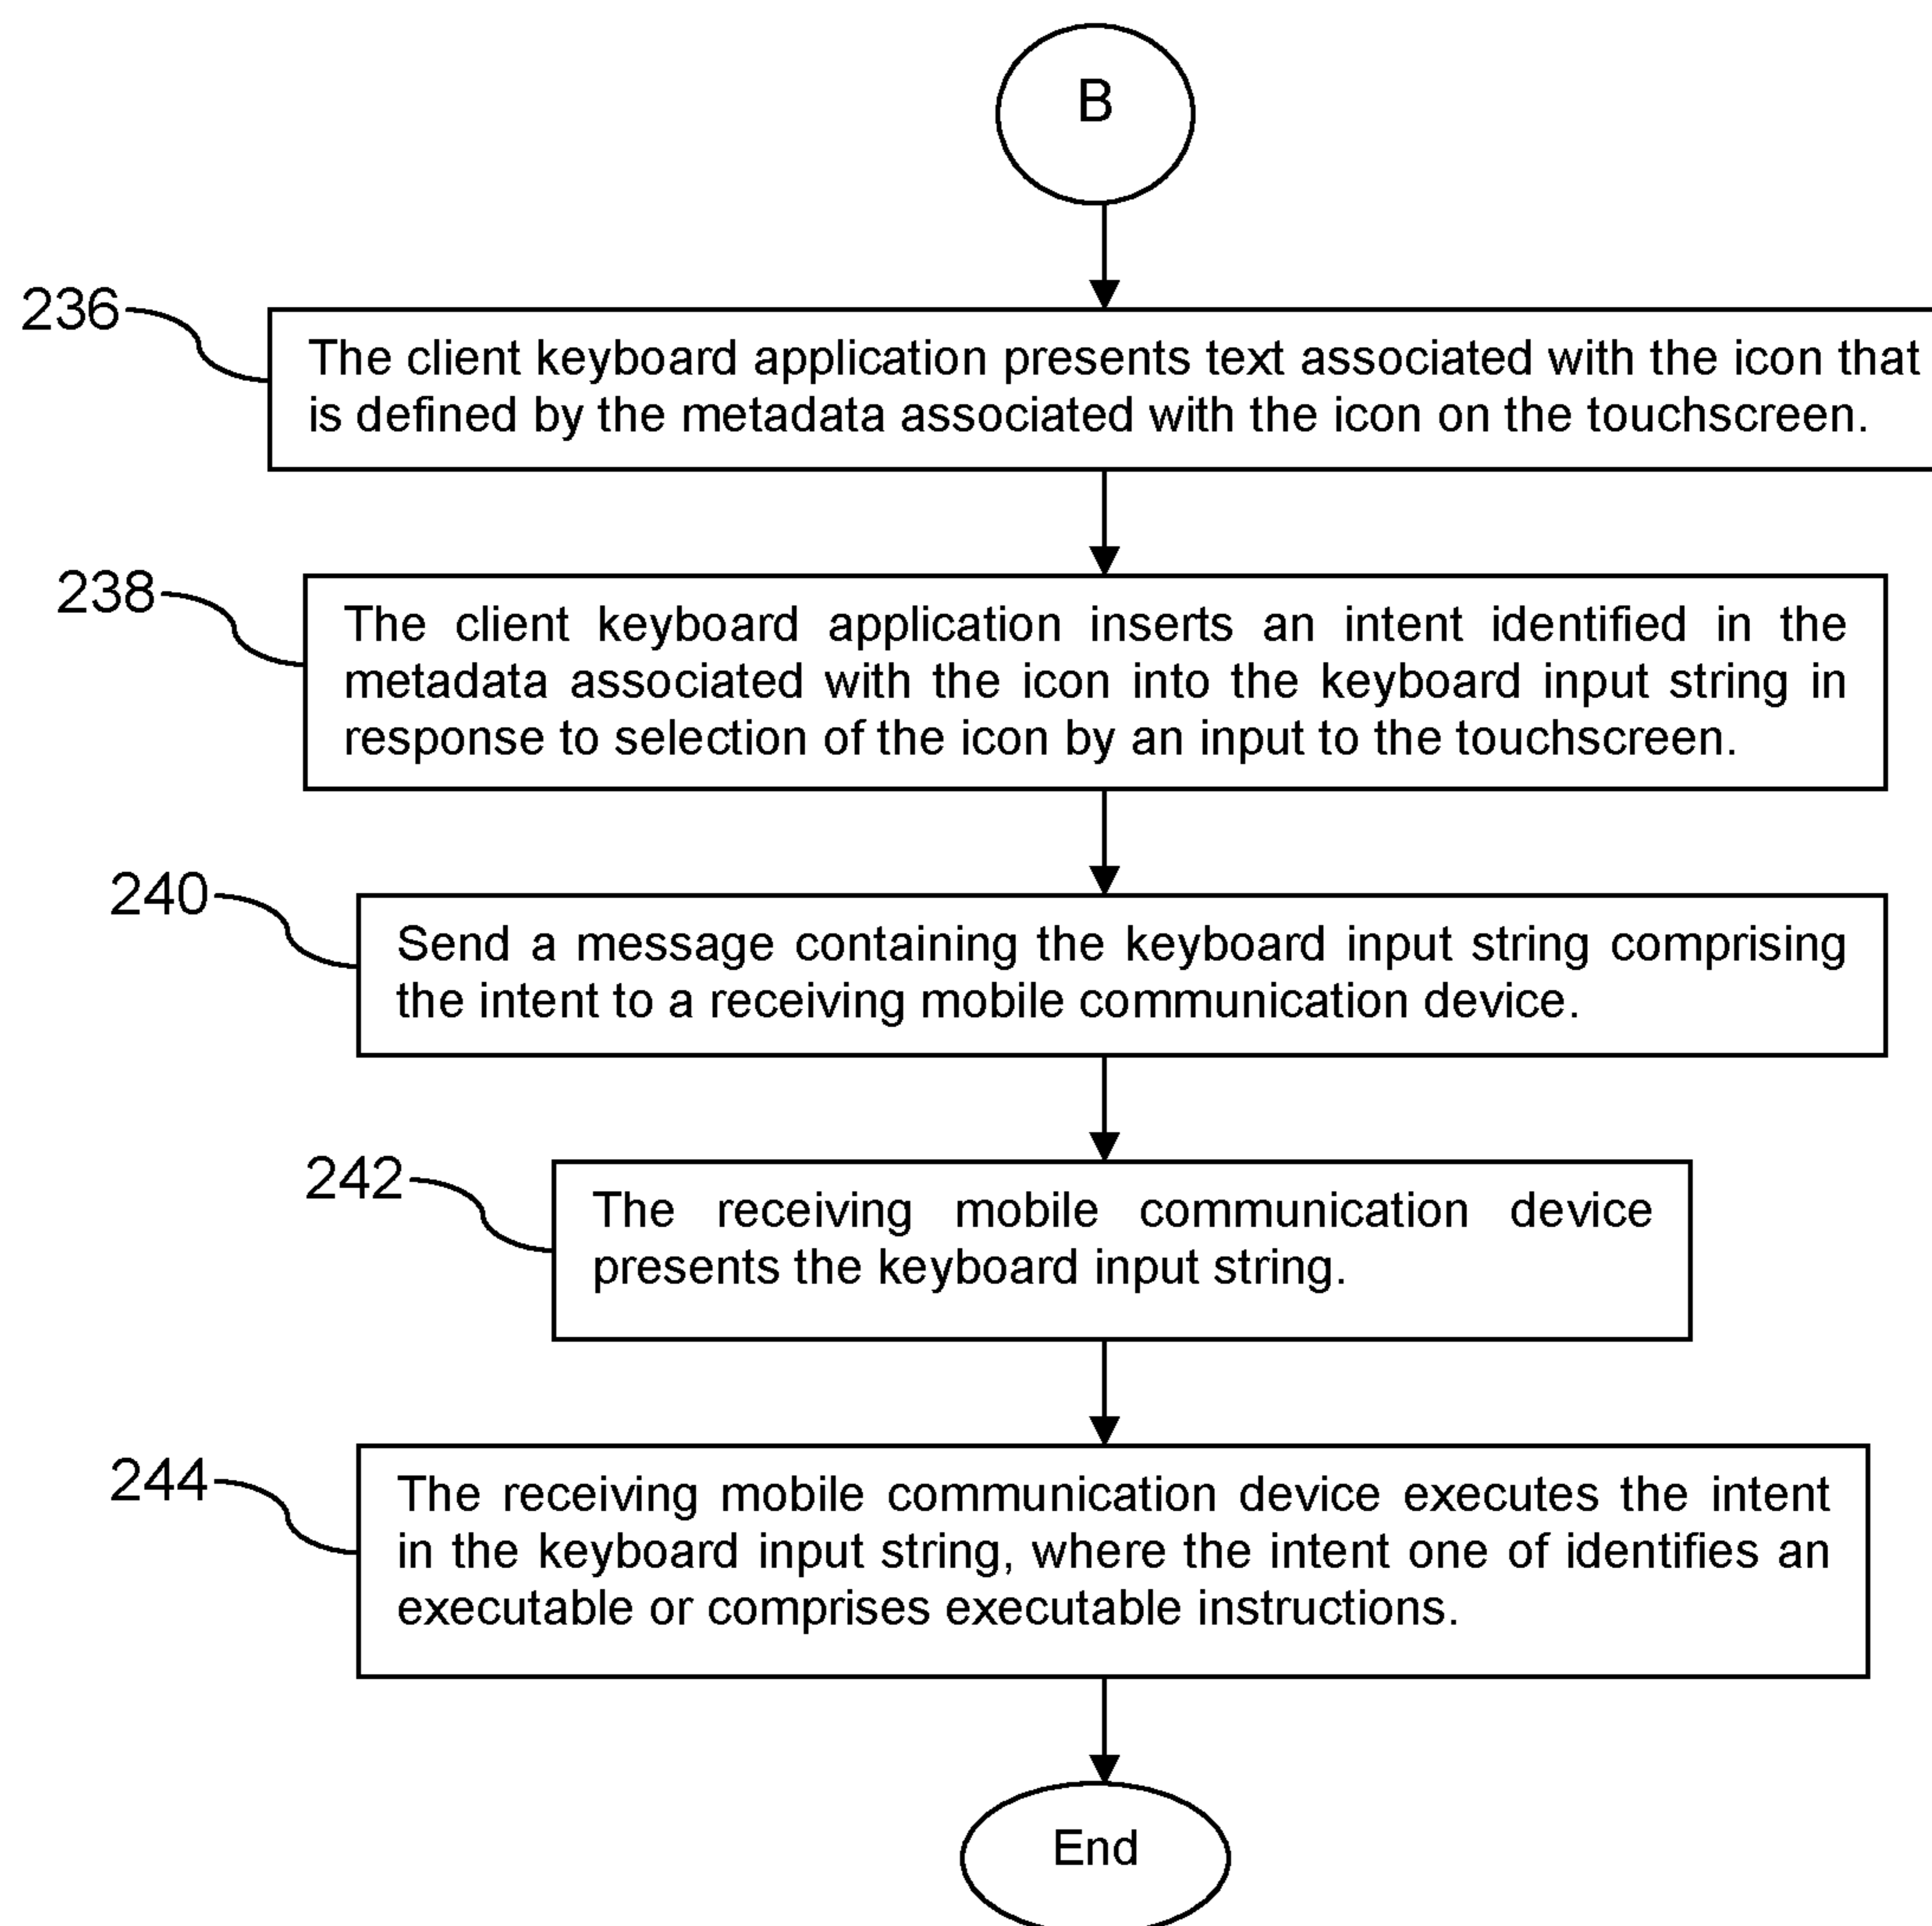 B
236
The client keyboard application presents text associated with the icon that
is defined by the metadata associated with the icon on the touchscreen.
238
The client keyboard application inserts an intent identified in the
metadata associated with the icon into the keyboard input string in
response to selection of the icon by an input to the touchscreen.
240
Send a message containing the keyboard input string comprising
the intent to a receiving mobile communication device.
242
The receiving mobile communication device
presents the keyboard input string.
244
The receiving mobile communication device executes the intent
in the keyboard input string, where the intent one of identifies an
executable or comprises executable instructions.
End